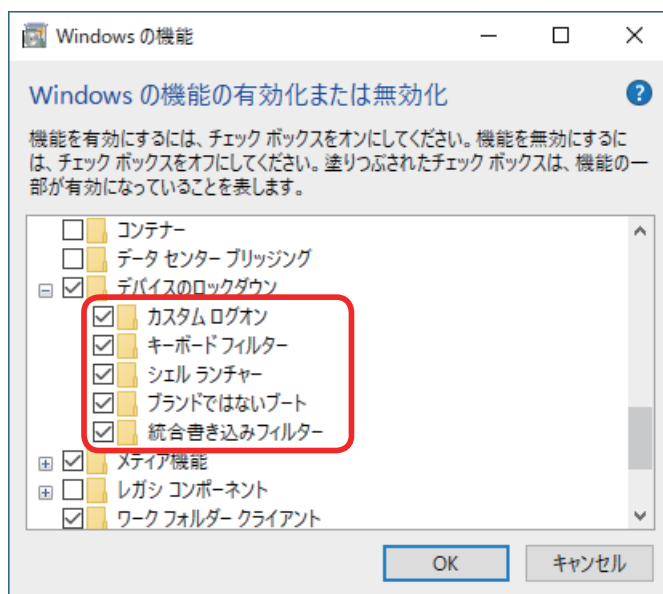 Windows の機能
Windows の機能の有効化または無効化
機能を有効にするには、チェック ボックスをオンにしてください。機能を無効にするに
は、チェック ボックスをオフにしてください。塗りつぶされたチェック ボックスは、機能の一
部が有効になっていることを表します。
コンテナー
データ センター ブリッジング
デバイスのロックダウン
カスタム ログオン
キーボード フィルター
シェル ランチャー
ブランドではないブート
統合書き込みフィルター
メディア機能
レガシ コンポーネント
ワーク フォルダー クライアント
OK
キャンセル